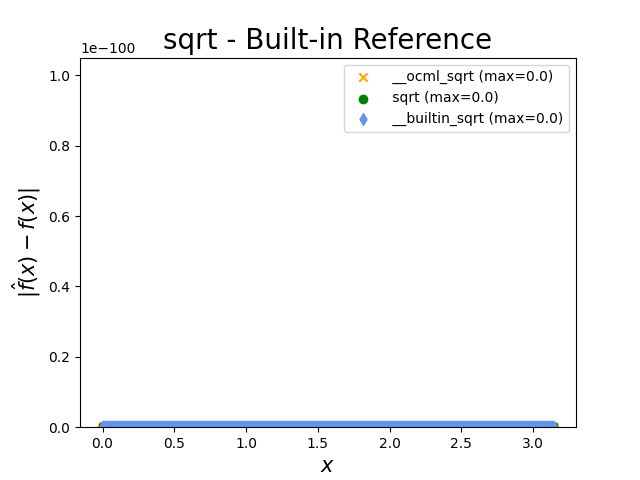 sqrt - Built-in Reference
1e−100
__ocml_sqrt (max=0.0)
sqrt (max=0.0)
__builtin_sqrt (max=0.0)
1.0
0.8
0.6
0.4
0.2
0.0
|f̂(x) − f(x)|
0.0 0.5 1.0 1.5 2.0 2.5 3.0
x